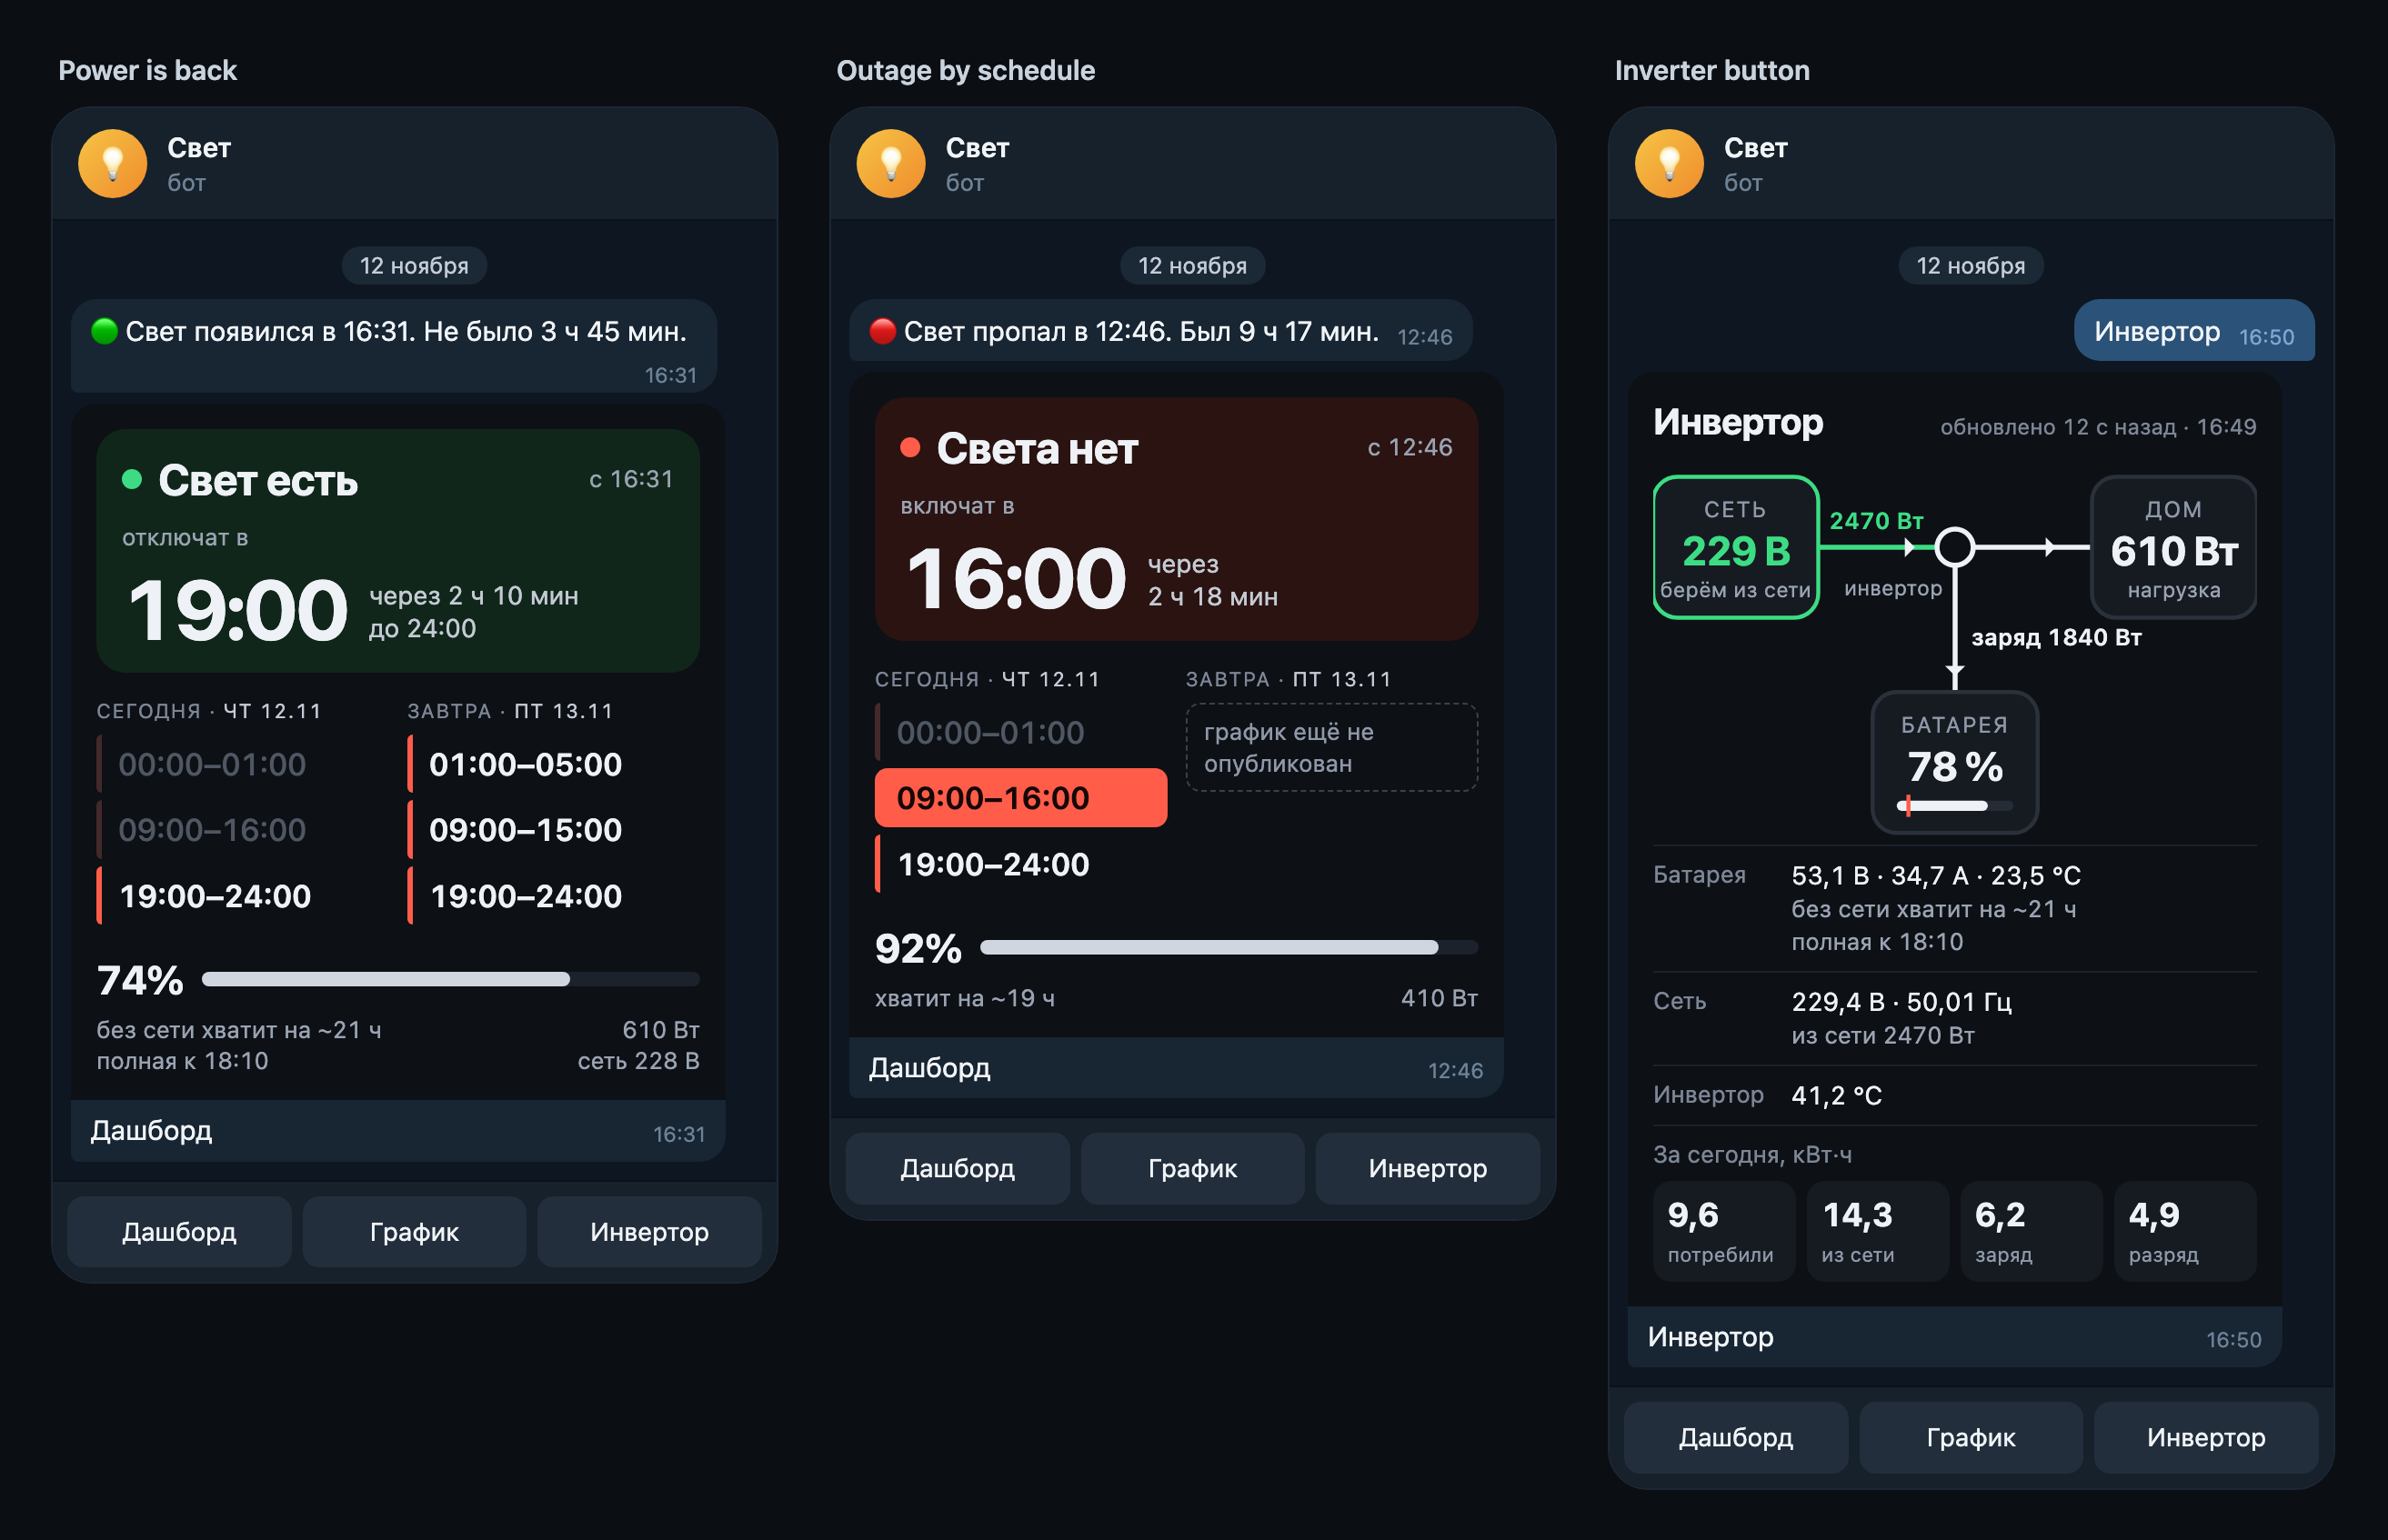 Power is back
Свет
бот
12 ноября
Свет появился в 16:31. Не было 3 ч 45 мин.
16:31
Свет есть
с 16:31
отключат в
19:00
через 2 ч 10 мин
до 24:00
СЕГОДНЯ · ЧТ 12.11
00:00–01:00
09:00–16:00
19:00–24:00
ЗАВТРА · ПТ 13.11
01:00–05:00
09:00–15:00
19:00–24:00
74%
без сети хватит на ~21 ч
610 Вт
полная к 18:10
сеть 228 В
Дашборд
16:31
Дашборд
График
Инвертор
Outage by schedule
Свет
бот
12 ноября
Свет пропал в 12:46. Был 9 ч 17 мин.
12:46
Света нет
с 12:46
включат в
16:00
через
2 ч 18 мин
СЕГОДНЯ · ЧТ 12.11
00:00–01:00
09:00–16:00
19:00–24:00
ЗАВТРА · ПТ 13.11
график ещё не
опубликован
92%
хватит на ~19 ч
410 Вт
Дашборд
12:46
Дашборд
График
Инвертор
Inverter button
Свет
бот
12 ноября
Инвертор
16:50
Инвертор
обновлено 12 с назад · 16:49
СЕТЬ
229 В
берём из сети
2470 Вт
инвертор
ДОМ
610 Вт
нагрузка
заряд 1840 Вт
БАТАРЕЯ
78 %
Батарея
53,1 В · 34,7 А · 23,5 °C
без сети хватит на ~21 ч
полная к 18:10
Сеть
229,4 В · 50,01 Гц
из сети 2470 Вт
Инвертор
41,2 °C
За сегодня, кВт·ч
9,6
потребили
14,3
из сети
6,2
заряд
4,9
разряд
Инвертор
16:50
Дашборд
График
Инвертор